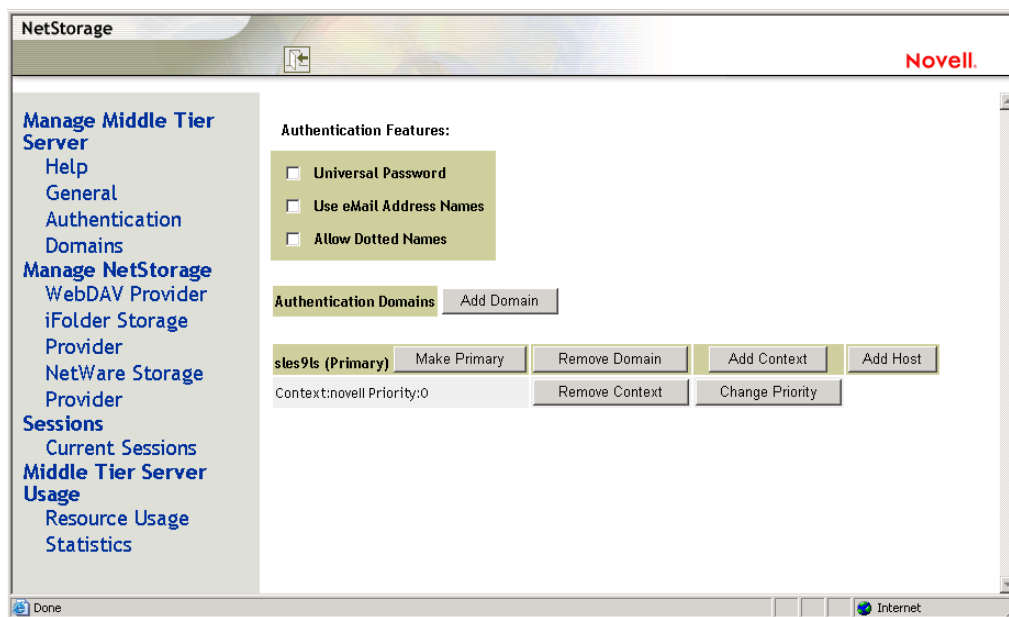 NetStorage
Novell.
Manage Middle Tier
Server
Help
General
Authentication
Domains
Manage NetStorage
WebDAV Provider
iFolder Storage
Provider
NetWare Storage
Provider
Sessions
Current Sessions
Middle Tier Server
Usage
Resource Usage
Statistics
Authentication Features:
Universal Password
Use eMail Address Names
Allow Dotted Names
Authentication Domains Add Domain
sles9ls (Primary) Make Primary Remove Domain Add Context Add Host
Context:novell Priority:0 Remove Context Change Priority
Done Internet